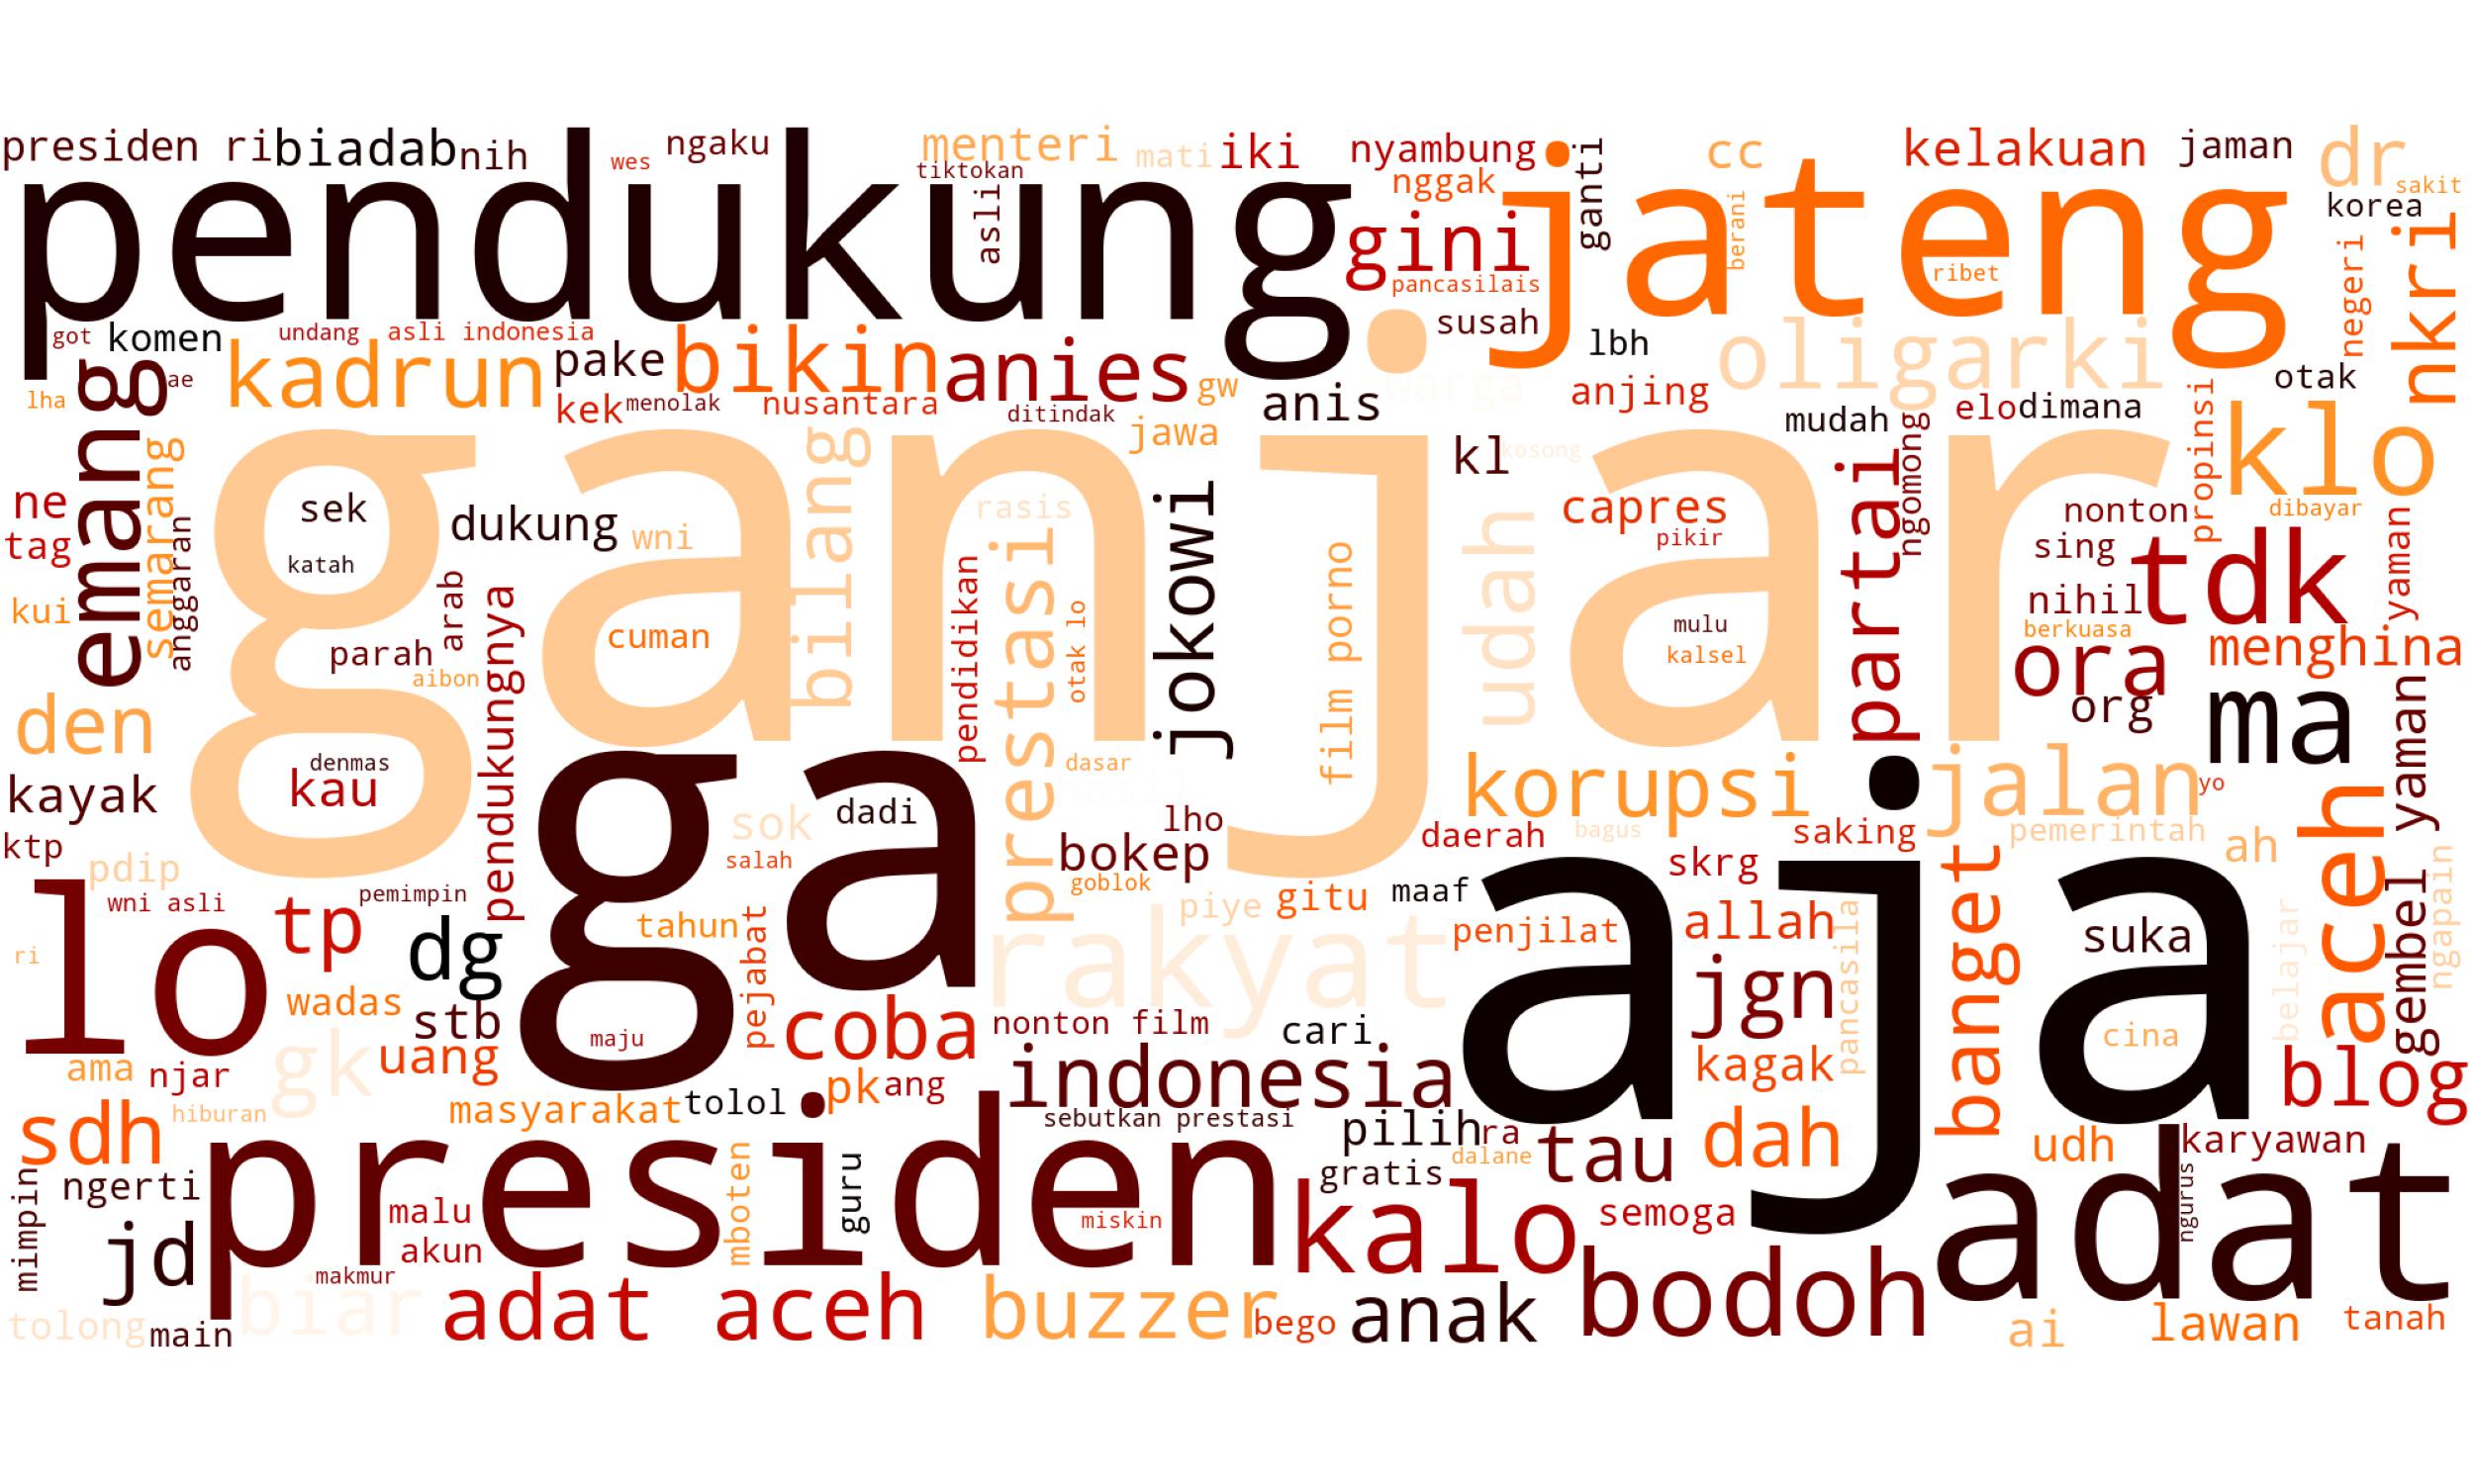 presiden ri
biadab
nih
wes
ngaku
menteri
tiktokan
mati
iki
nyambung
nggak
ganti
cc
kelakuan
jaman
dr
sakit
korea
pendukung
asli
gini
pancasilais
jateng
berani
ribet
negeri
nkri
got
komen
undang
asli indonesia
susah
lbh
oligarki
otak
emang
ae
lha
kadrun
pake
bikin
anies
gw
kek
menolak
nusantara
ditindak
anis
jawa
anjing
mudah
elo
dimana
ngomong
propinsi
klo
ganjar
kl
kosong
ne
tag
semarang
anggaran
sek
katah
dukung
wni
bilang
rasis
prestasi
jokowi
udah
capres
pikir
partai
nonton
dibayar
sing
tdk
yaman
kui
arab
parah
aibon
pendukungnya
cuman
pendidikan
otak lo
film porno
mulu
kalsel
nihil
berkuasa
menghina
ora
org
ma
den
denmas
kau
kayak
ktp
pdip
ga
dasar
sok
dadi
salah
lho
bokep
goblok
korupsi
daerah
bagus
saking
jalan
yo
pemerintah
ah
aceh
gembel yaman
ngapain
lo
wni asli
ri
tp
pemimpin
dg
wadas
stb
tahun
pejabat
piye
gitu
maaf
rakyat
penjilat
skrg
allah
pancasila
jgn
aja
banget
suka
belajar
cina
maju
coba
nonton film
cari
ama
njar
gk
uang
indonesia
kagak
blog
sdh
hiburan
masyarakat
tolol
pk
ang
sebutkan prestasi
pilih
ra
dalane
tau
dah
udh
karyawan
mimpin
ngerti
presiden
malu
akun
mboten
guru
miskin
gratis
kalo
semoga
adat
ngurus
jd
makmur
tolong
main
biar
adat aceh
buzzer
bego
anak
bodoh
ai
lawan
tanah